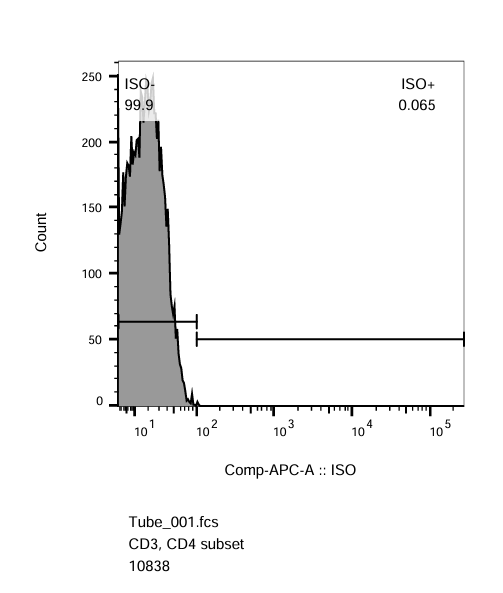 250
200
150
100
50
0
Count
ISO-
99.9
ISO+
0.065
10^1
10^2
10^3
10^4
10^5
Comp-APC-A :: ISO
Tube_001.fcs
CD3, CD4 subset
10838